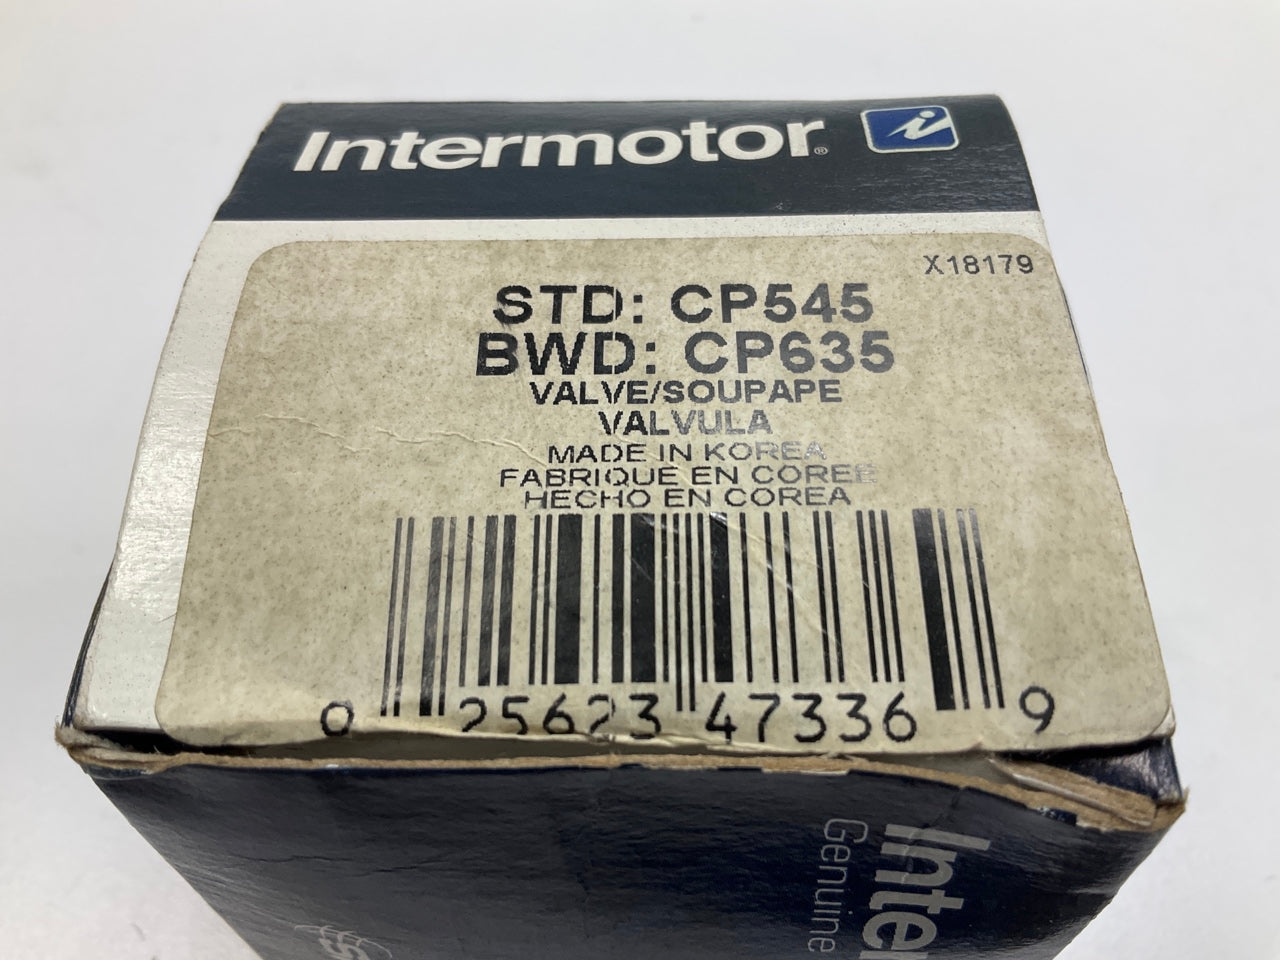 Intermotor®
X18179
STD: CP545
BWD: CP635
VALVE/SOUPAPE
VALVULA
MADE IN KOREA
FABRIQUE EN COREE
HECHO EN COREA
0 25623 47336 9
Inter
Genuine
S